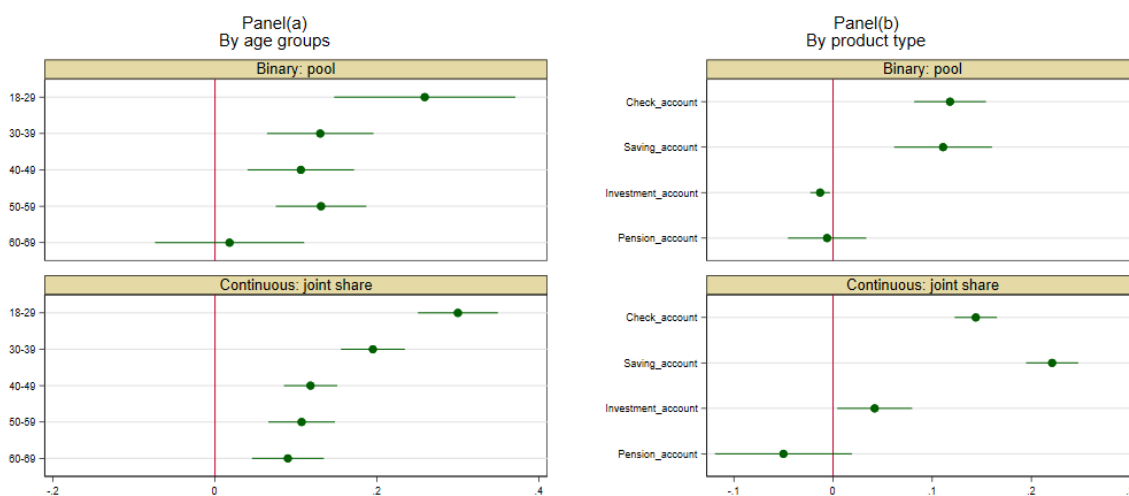 Panel(a)
By age groups
Binary: pool
18-29
30-39
40-49
50-59
60-69
Continuous: joint share
18-29
30-39
40-49
50-59
60-69
-.2 0 .2 .4
Panel(b)
By product type
Binary: pool
Check_account
Saving_account
Investment_account
Pension_account
Continuous: joint share
Check_account
Saving_account
Investment_account
Pension_account
-.1 0 .1 .2